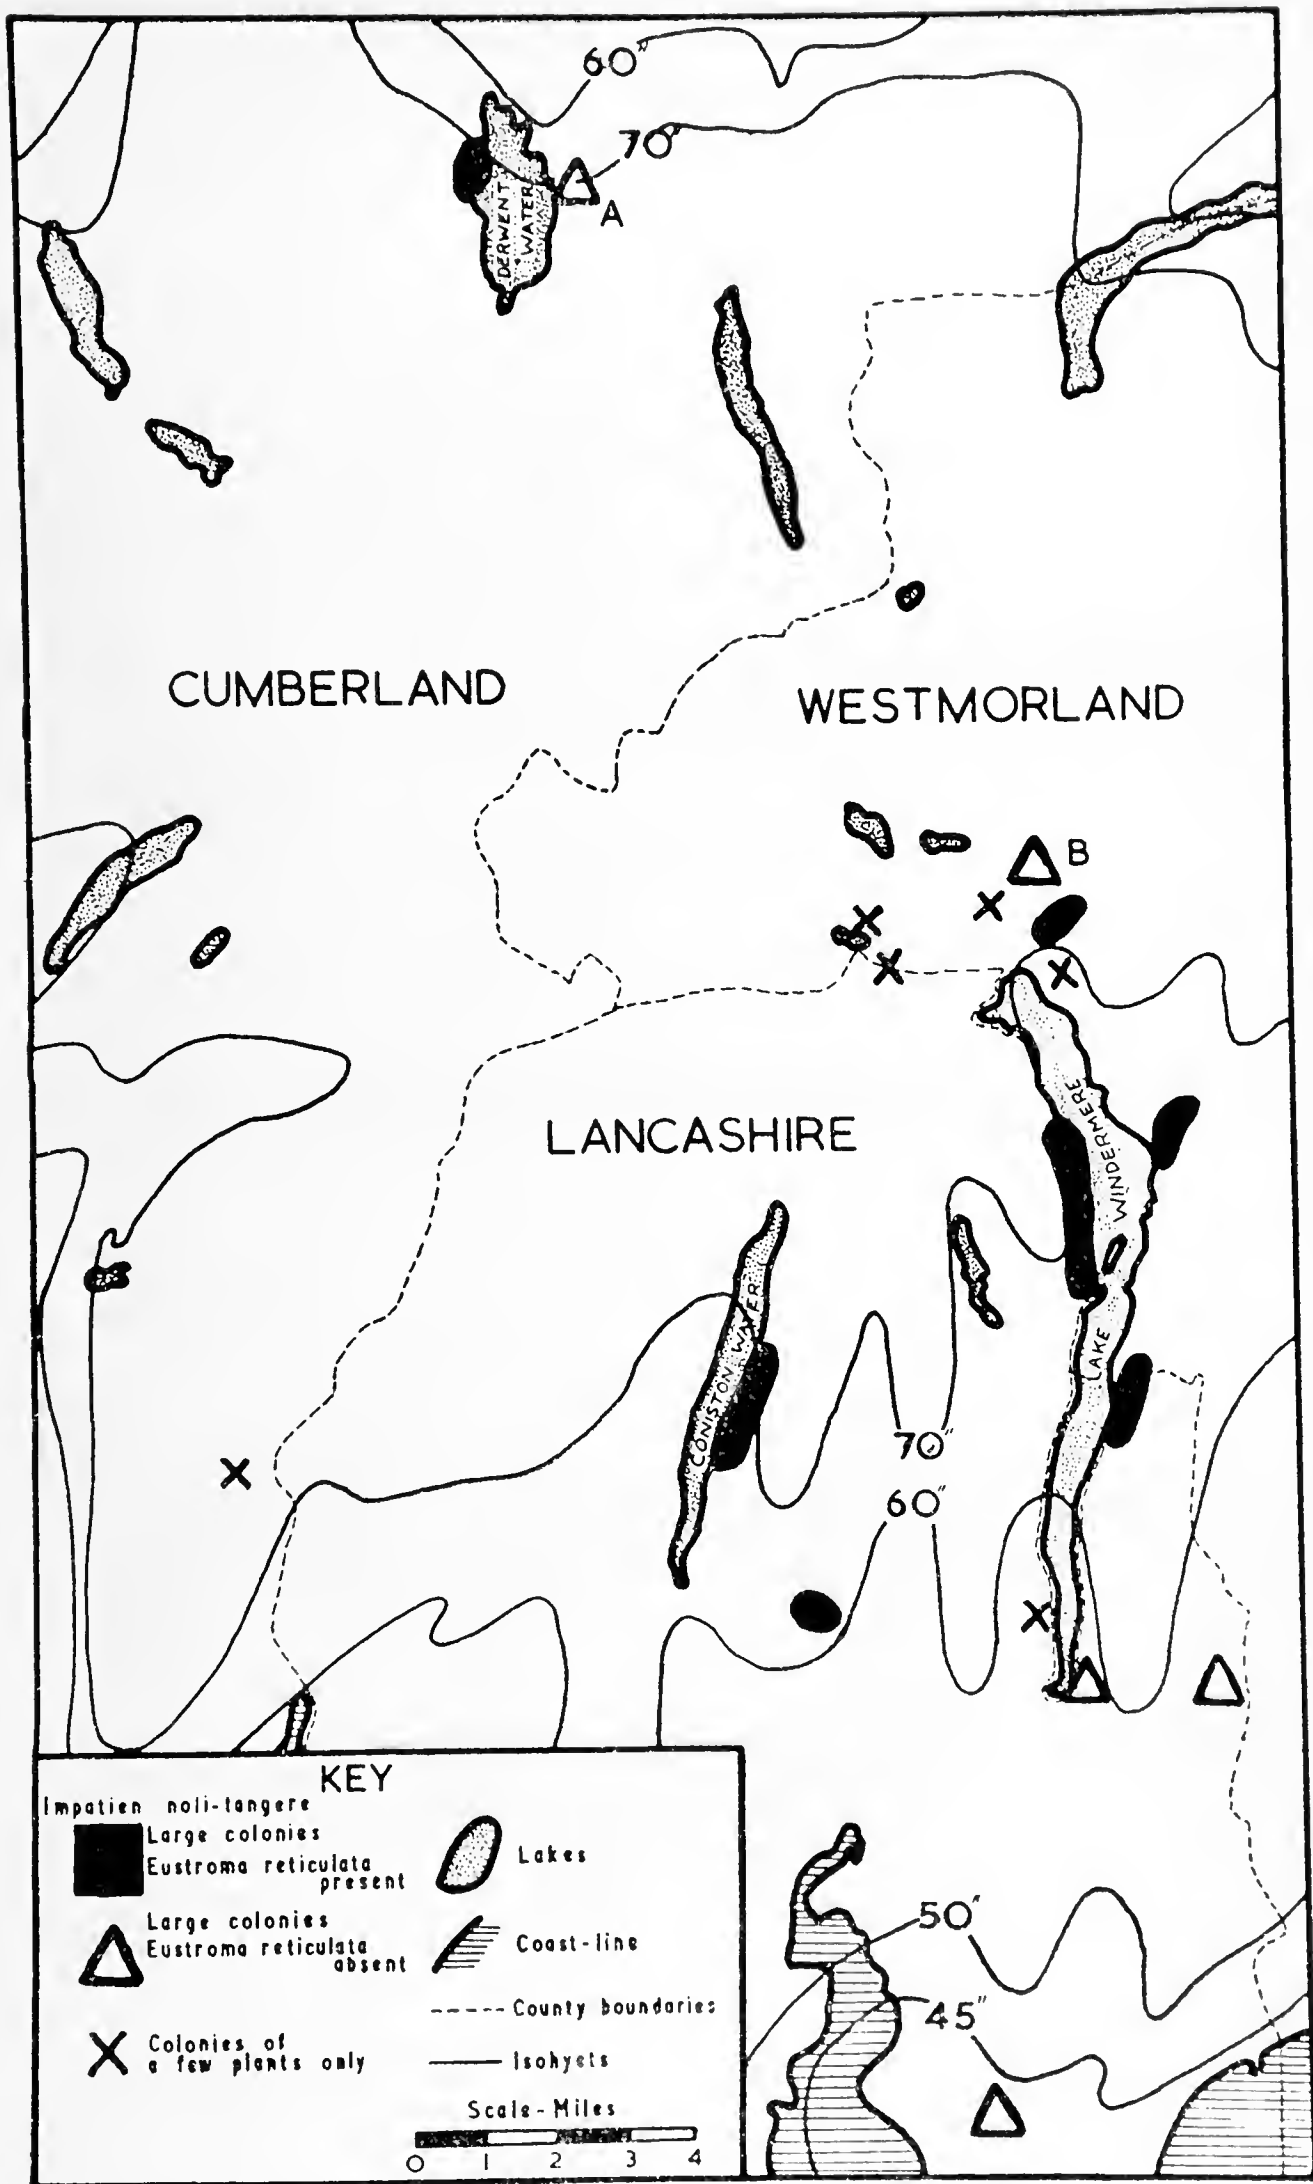 60"
70"
A
DERWENT
WATER
CUMBERLAND
WESTMORLAND
B
LANCASHIRE
WINDERMERE
LAKE
CONISTON WATER
70"
60"
50"
45"
KEY
Impatien noli-tangere
Large colonies
Eustroma reticulata
present
Large colonies
Eustroma reticulata
absent
Colonies of
a few plants only
Lakes
Coast-line
County boundaries
Isohyets
Scale-Miles
0 1 2 3 4